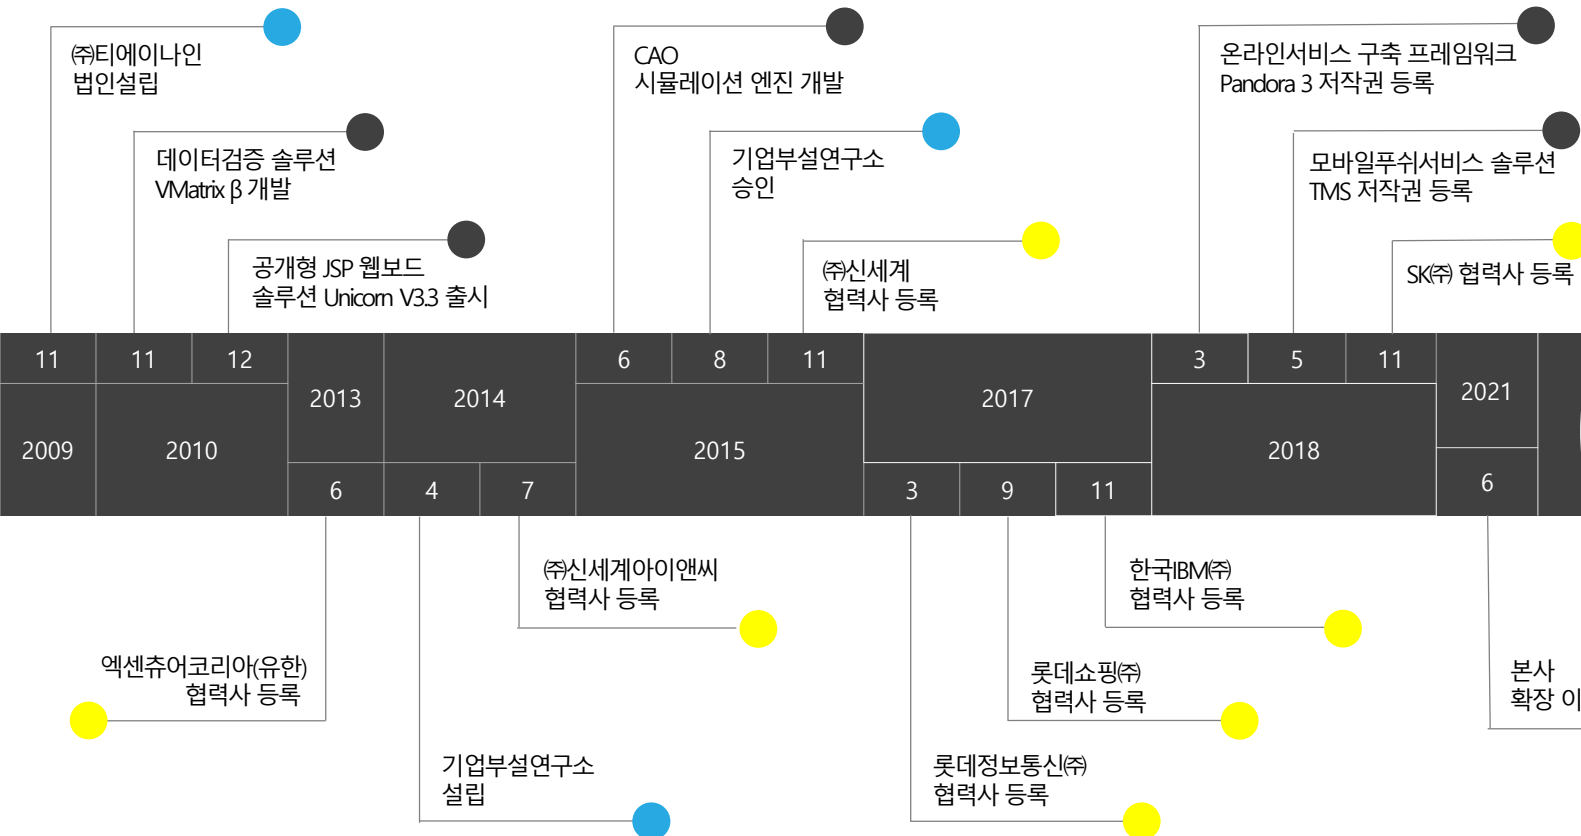 ㈜티에이나인
법인설립
데이터검증 솔루션
VMatrix β 개발
공개형 JSP 웹보드
솔루션 Unicorn V3.3 출시
CAO
시뮬레이션 엔진 개발
기업부설연구소
승인
㈜신세계
협력사 등록
온라인서비스 구축 프레임워크
Pandora 3 저작권 등록
모바일푸쉬서비스 솔루션
TMS 저작권 등록
SK㈜ 협력사 등록
11 11 12 6 8 11 3 5 11
2013 2014 2017 2021
2009 2010 2015 2018
6 4 7 3 9 11 6
㈜신세계아이앤씨
협력사 등록
한국IBM㈜
협력사 등록
엑센츄어코리아(유한)
협력사 등록
롯데쇼핑㈜
협력사 등록
본사
확장 이
기업부설연구소
설립
롯데정보통신㈜
협력사 등록